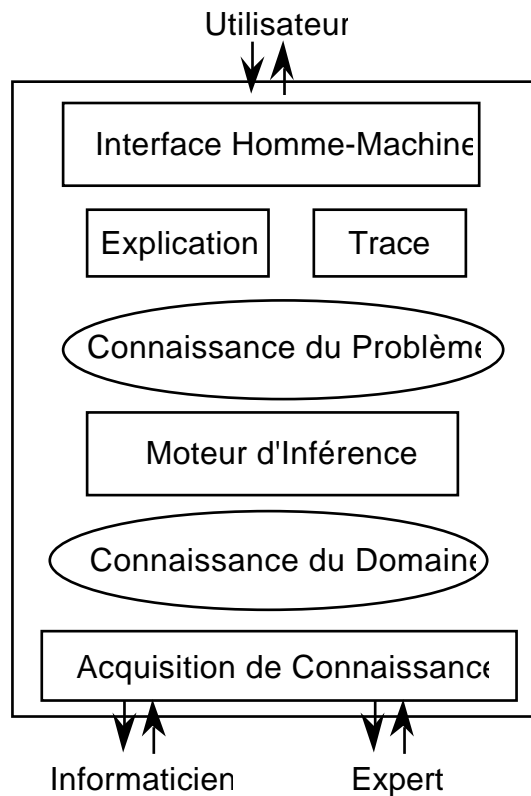 Utilisateur
Interface Homme-Machine
Explication Trace
Connaissance du Problème
Moteur d'Inférence
Connaissance du Domaine
Acquisition de Connaissance
Informaticien Expert